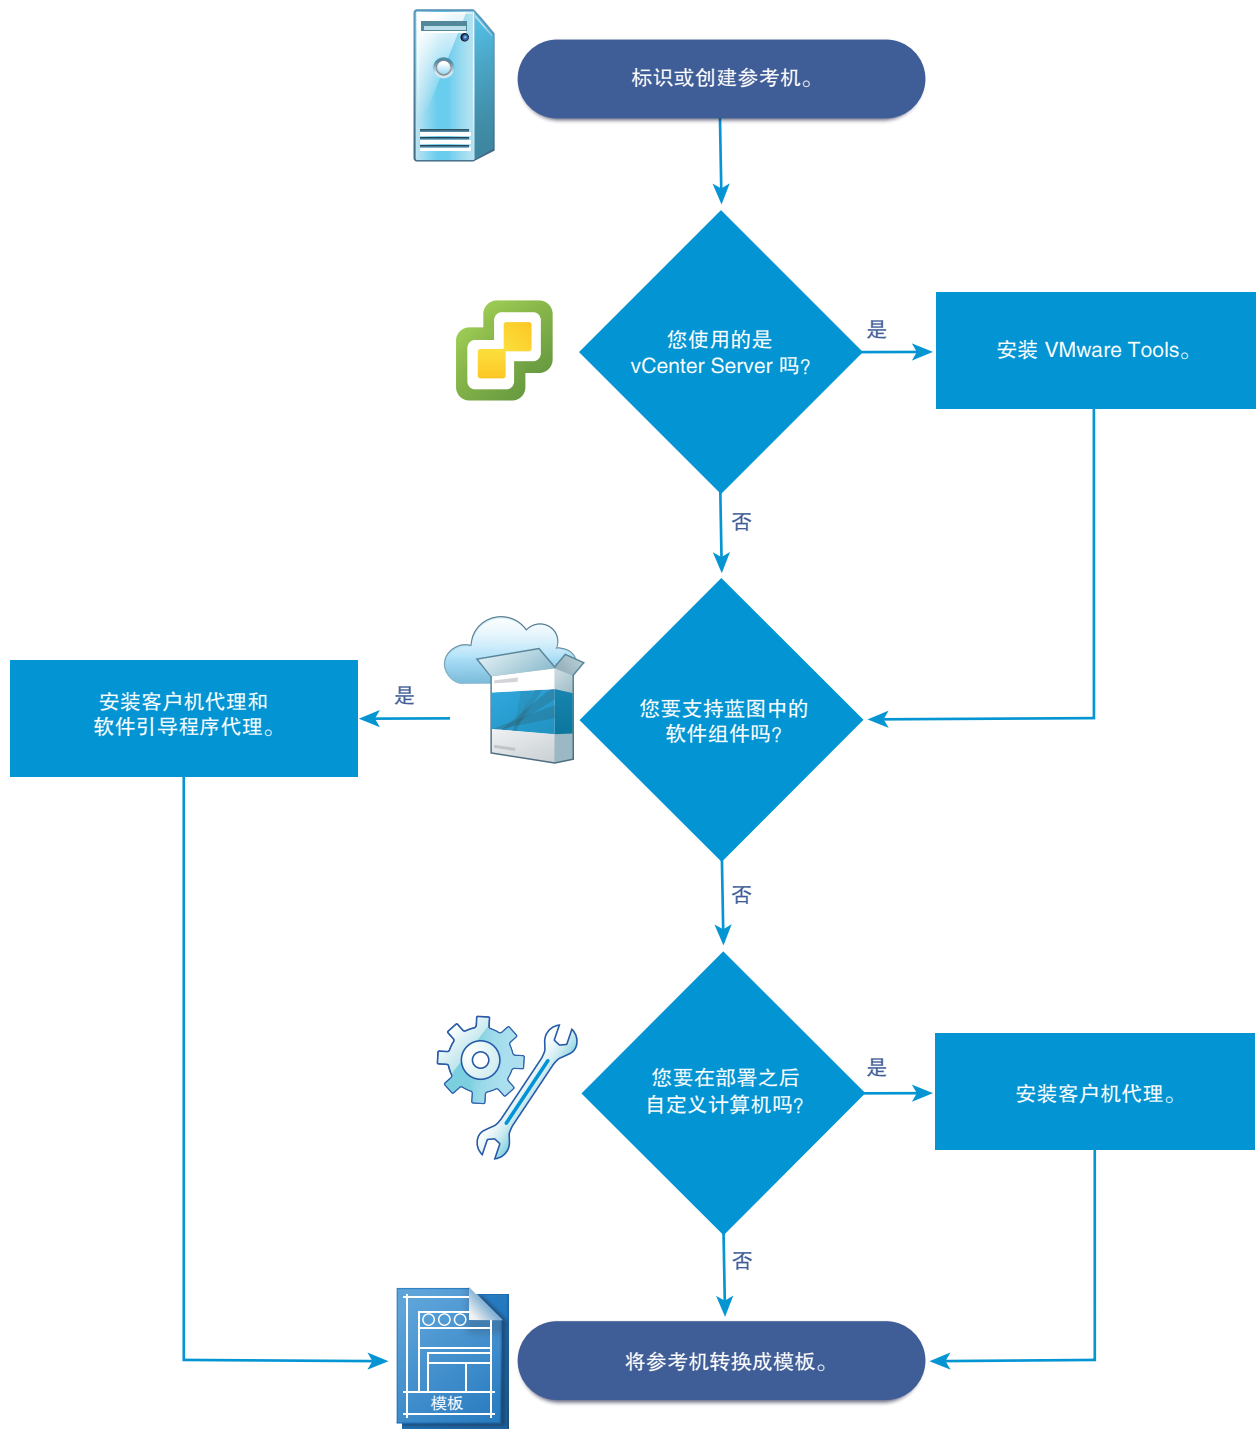 标识或创建参考机。
您使用的是
vCenter Server 吗?
是
安装 VMware Tools。
否
您要支持蓝图中的
软件组件吗?
是
安装客户机代理和
软件引导程序代理。
否
您要在部署之后
自定义计算机吗?
是
安装客户机代理。
否
将参考机转换成模板。
模板